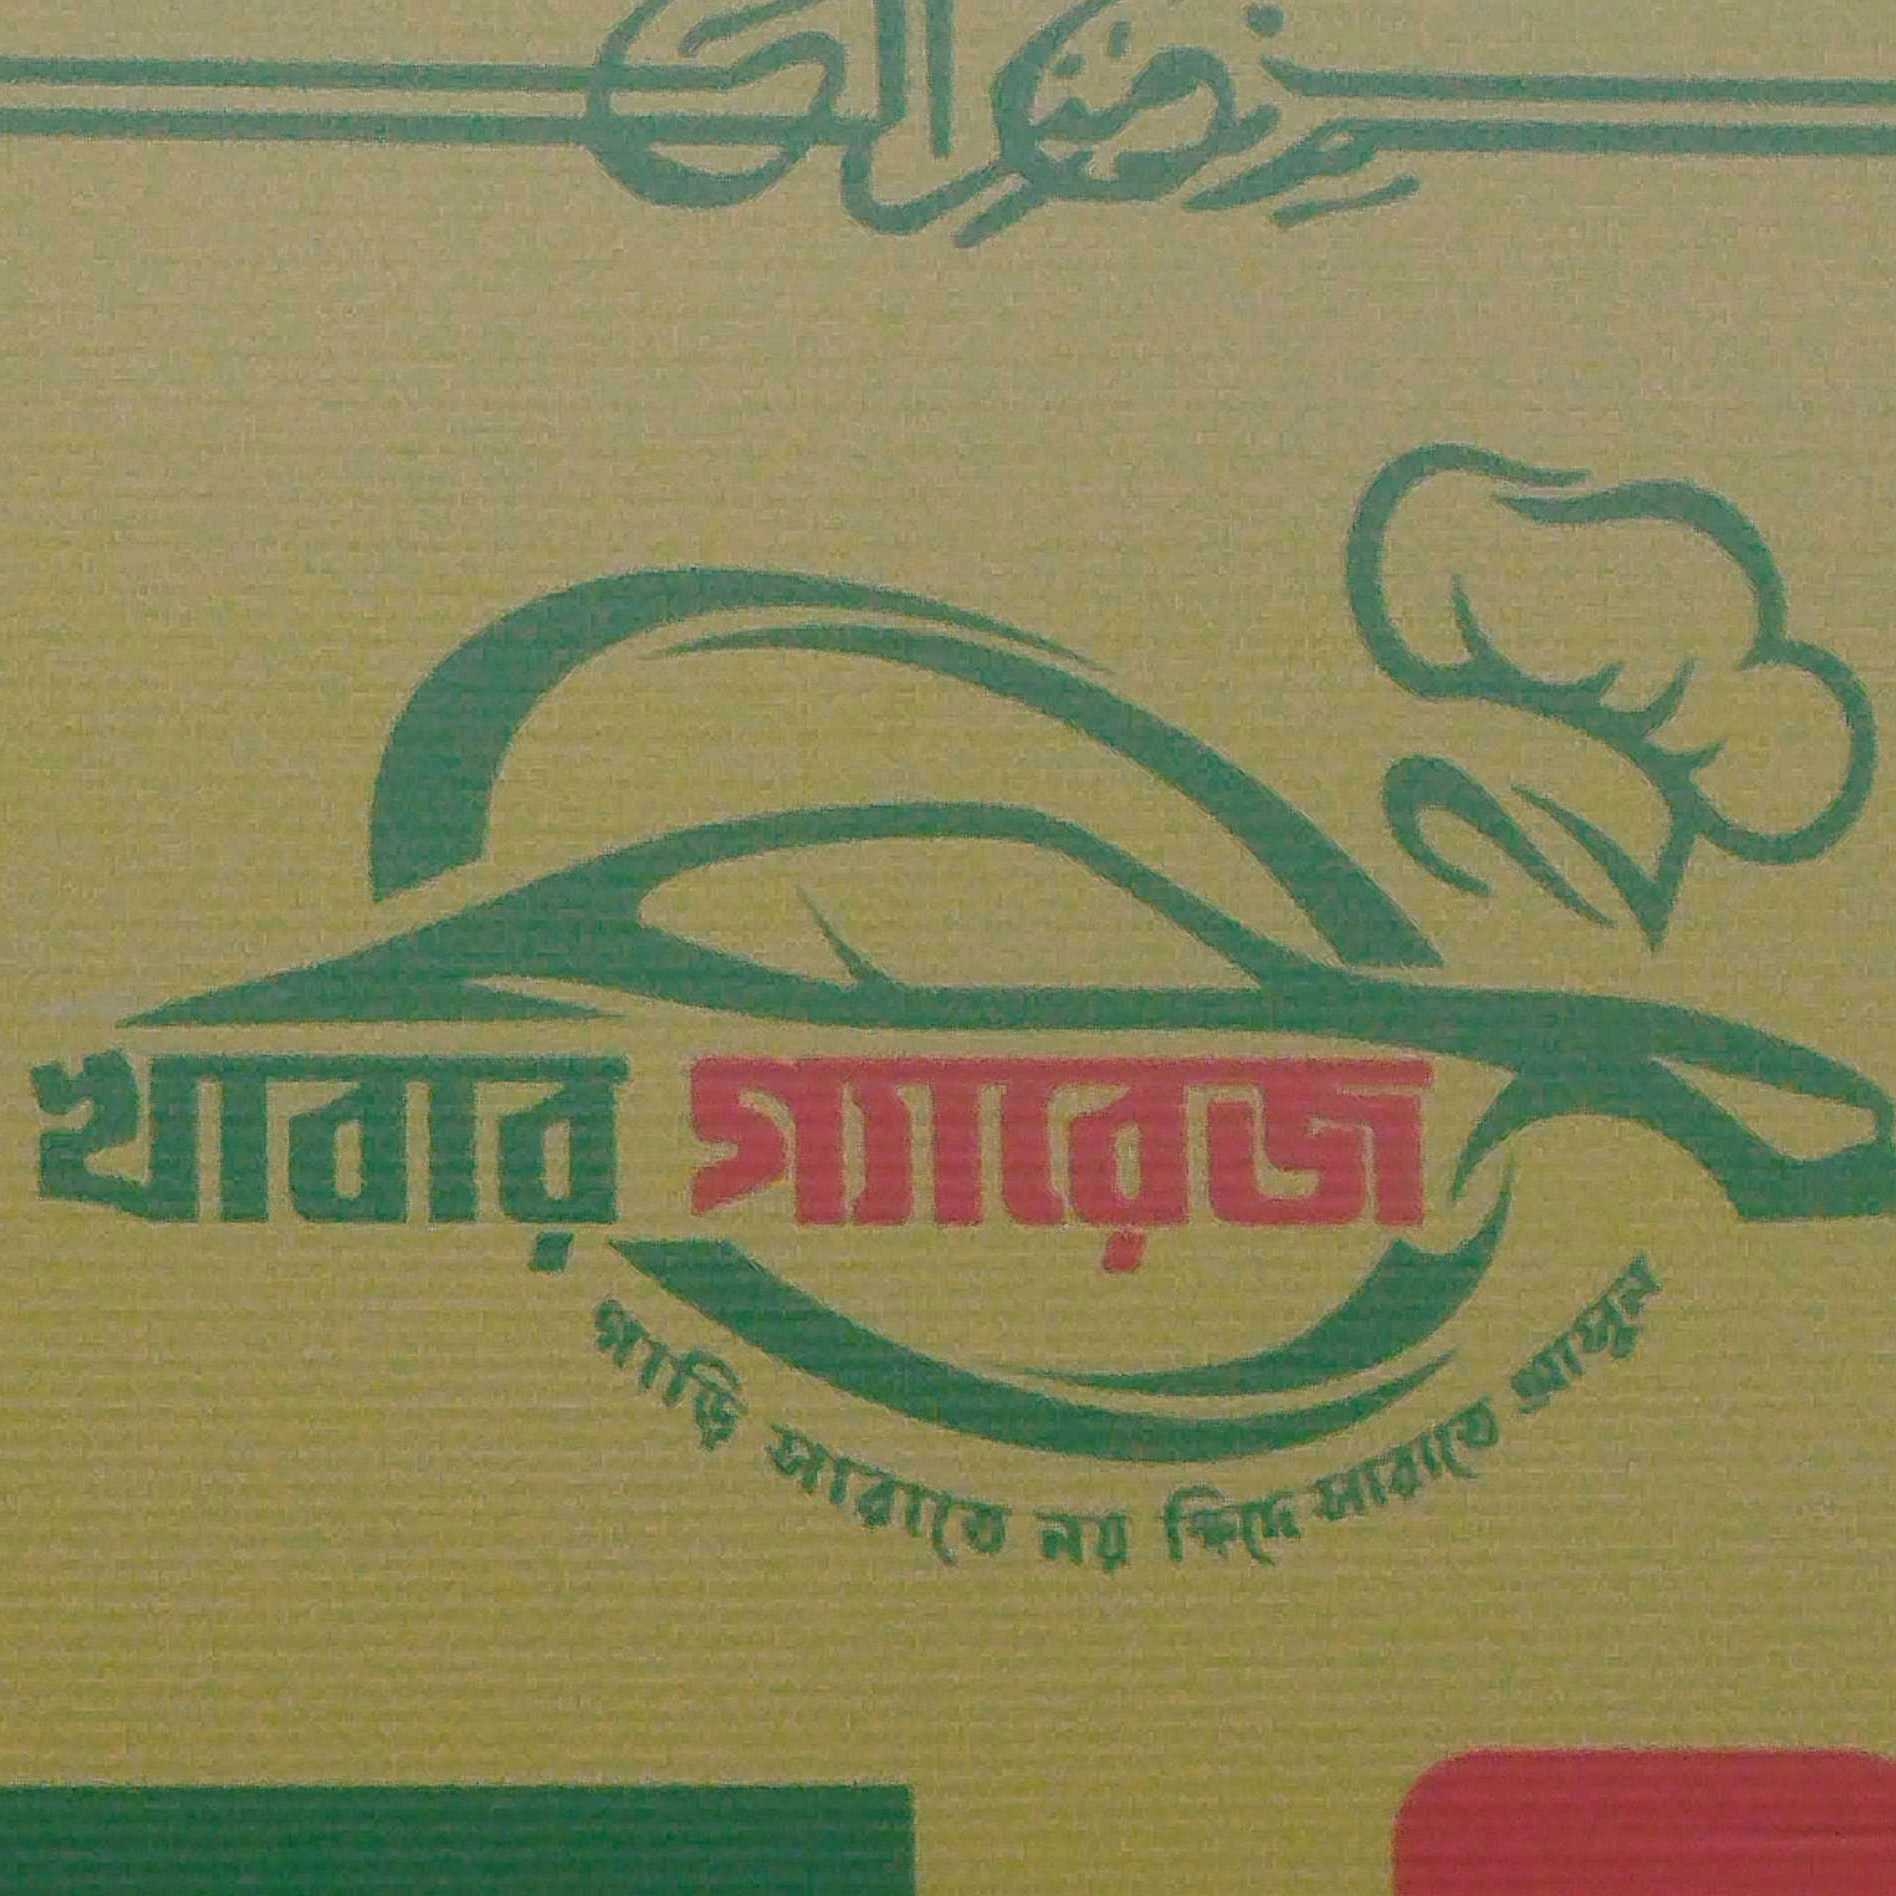 খাবার গ্যারেজ
গাড়ি সারাতে নয় ক্ষিদে সারাতে আসুন